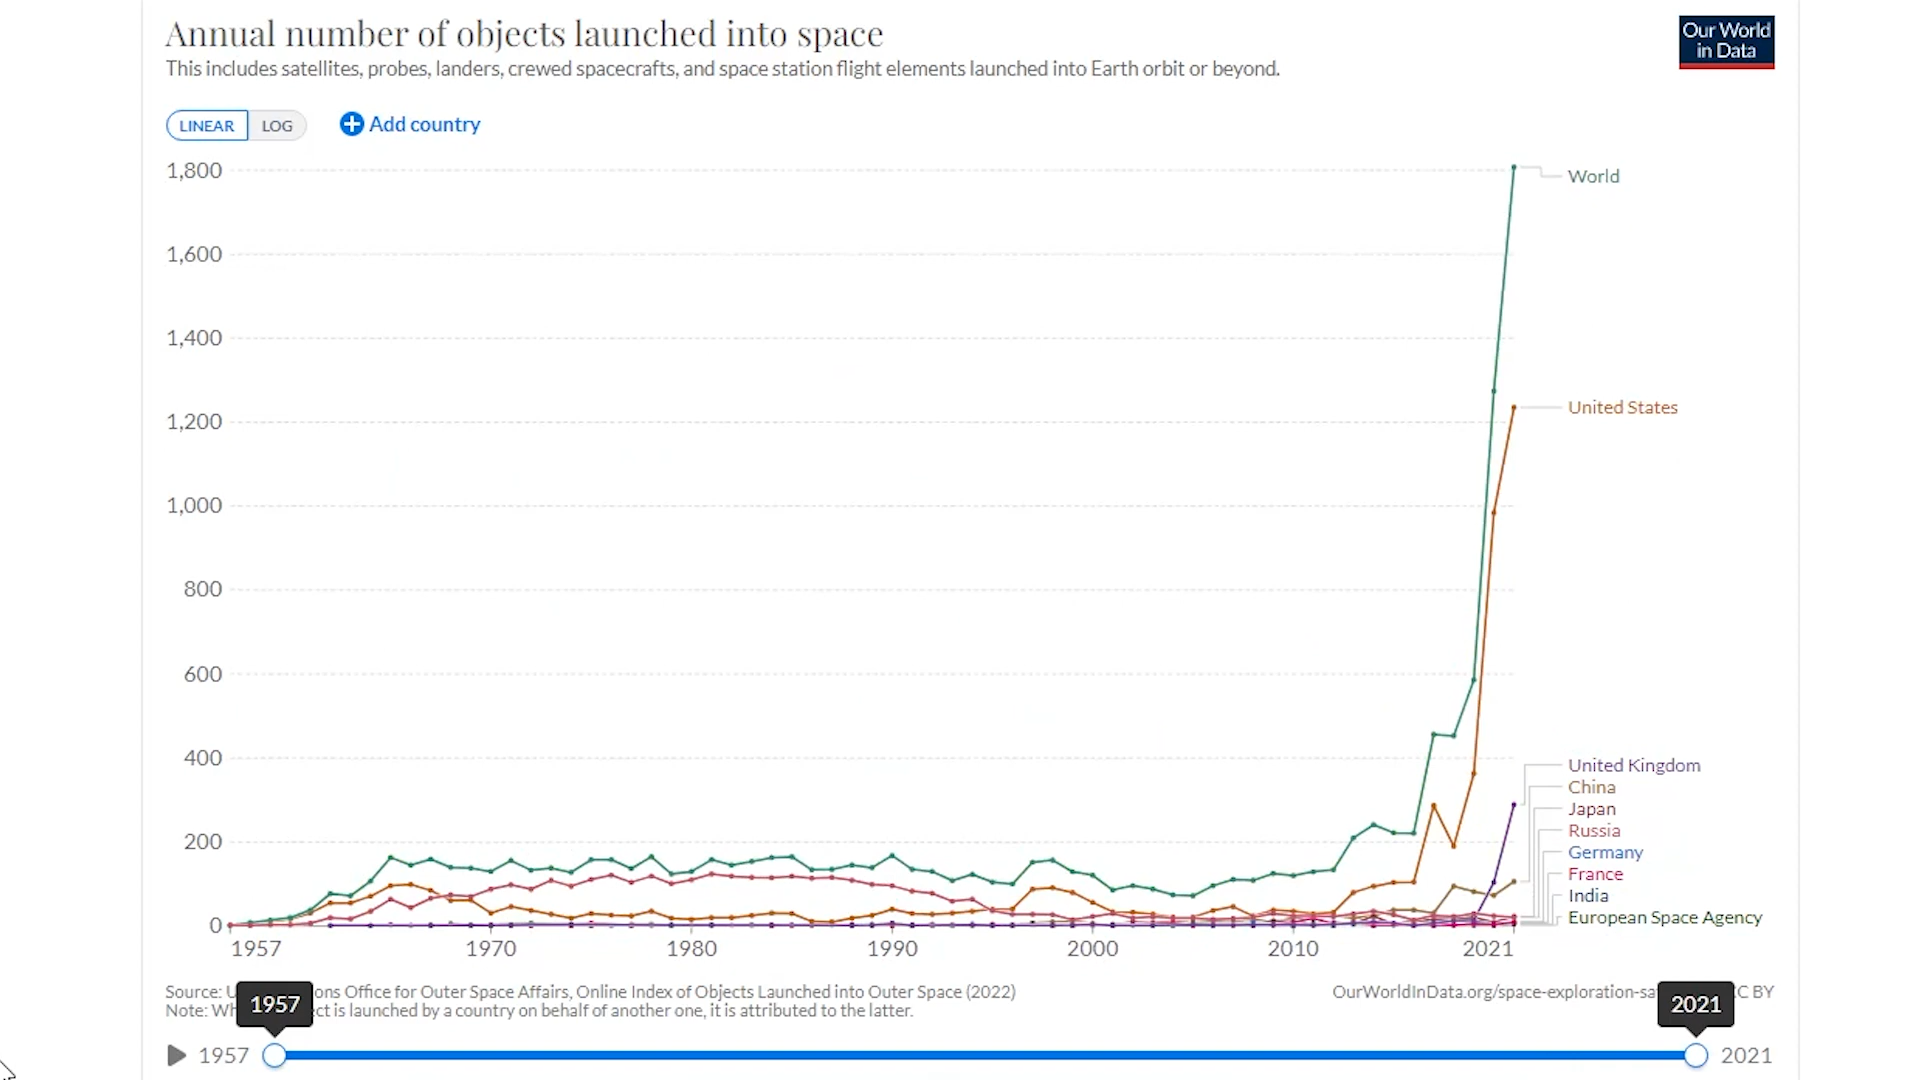 Annual number of objects launched into space
Our World
in Data
This includes satellites, probes, landers, crewed spacecrafts, and space station flight elements launched into Earth orbit or beyond.
LINEAR LOG Add country
1,800
World
1,600
1,400
1,200
United States
1,000
800
600
400
United Kingdom
China
Japan
Russia
200
Germany
France
India
European Space Agency
0
1957 1970 1980 1990 2000 2010 2021
Source: U ons Office for Outer Space Affairs, Online Index of Objects Launched into Outer Space (2022)
OurWorldInData.org/space-exploration-sa C BY
Note: Wh ct is launched by a country on behalf of another one, it is attributed to the latter.
1957 2021
1957 2021